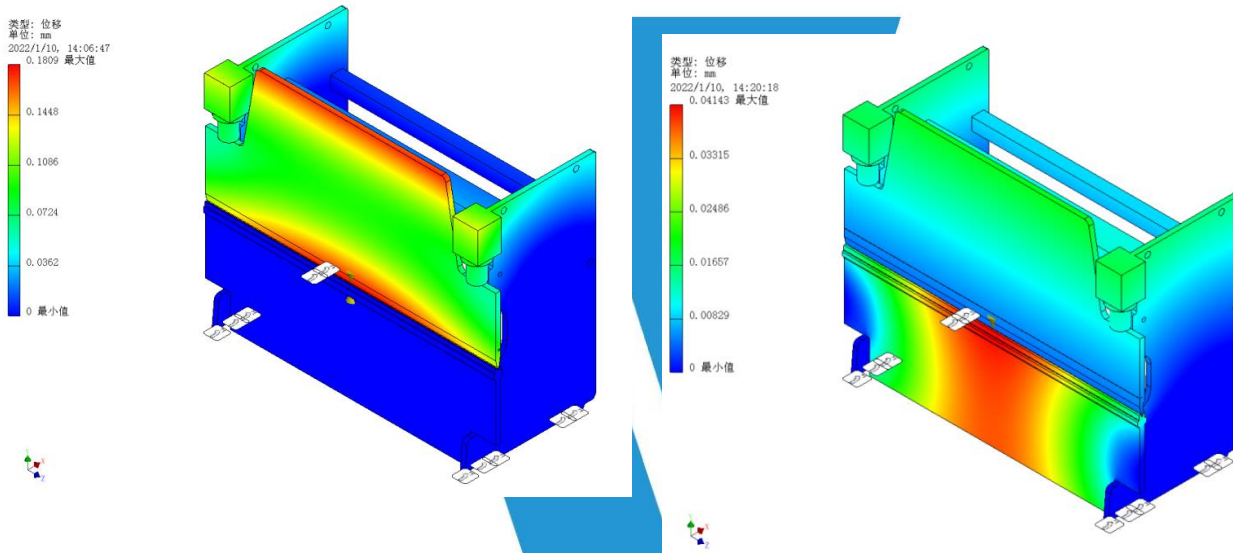 类型: 位移
单位: mm
2022/1/10, 14:06:47
0.1809 最大值
0.1448
0.1086
0.0724
0.0362
0 最小值
类型: 位移
单位: mm
2022/1/10, 14:20:18
0.04143 最大值
0.03315
0.02486
0.01657
0.00829
0 最小值